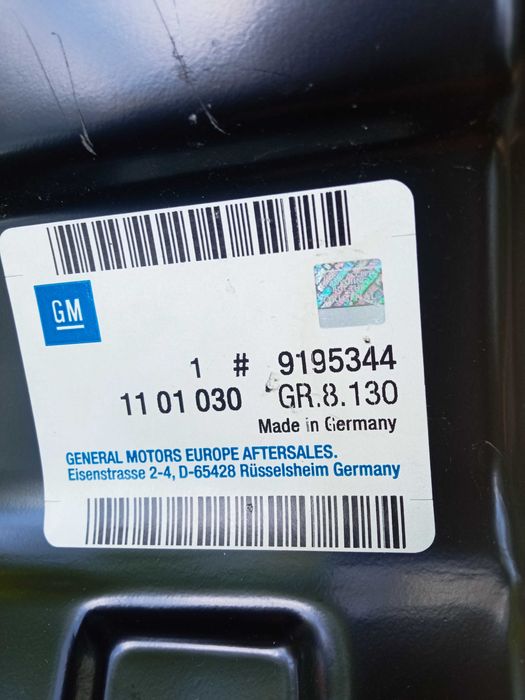 GM
1 # 9195344
11 01 030 GR.8.130
Made in Germany
GENERAL MOTORS EUROPE AFTERSALES.
Eisenstrasse 2-4, D-65428 Rüsselsheim Germany